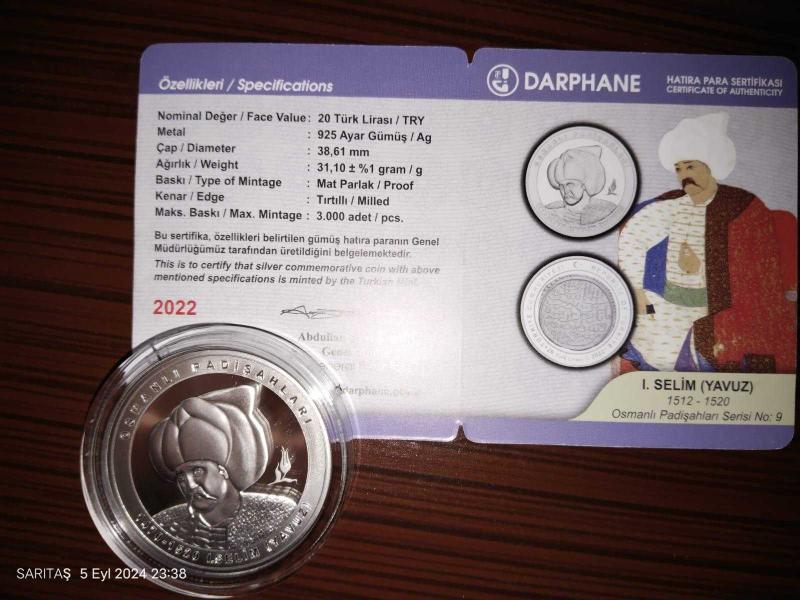 Özellikleri / Specifications
Nominal Değer / Face Value : 20 Türk Lirası / TRY
Metal : 925 Ayar Gümüş / Ag
Çap / Diameter : 38,61 mm
Ağırlık / Weight : 31,10 ± %1 gram / g
Baskı / Type of Mintage : Mat Parlak / Proof
Kenar / Edge : Tırtıllı / Milled
Maks. Baskı / Max. Mintage : 3.000 adet / pcs.
Bu sertifika, özellikleri belirtilen gümüş hatıra paranın Genel
Müdürlüğümüz tarafından üretildiğini belgelemektedir.
This is to certify that silver commemorative coin with above
mentioned specifications is minted by the Turkish Mint.
2022
DARPHANE
HATIRA PARA SERTİFİKASI
CERTIFICATE OF AUTHENTICITY
I. SELİM (YAVUZ)
1512 - 1520
Osmanlı Padişahları Serisi No: 9
OSMANLI PADİŞAHLARI
I.SELİM (YAVUZ)
SARITAŞ 5 Eyl 2024 23:38